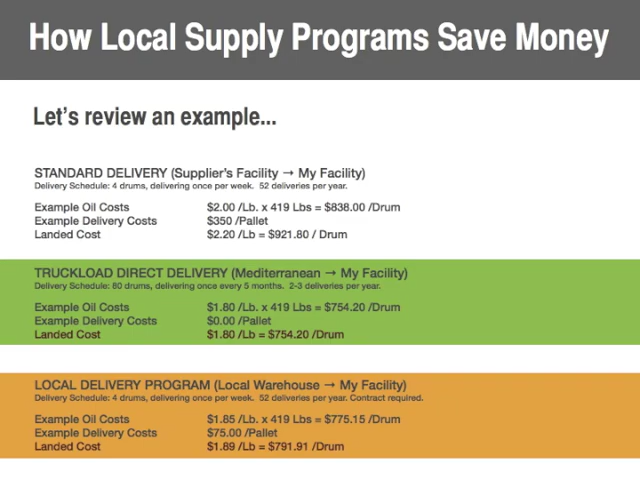 How Local Supply Programs Save Money
Let's review an example...
STANDARD DELIVERY (Supplier's Facility → My Facility)
Delivery Schedule: 4 drums, delivering once per week. 52 deliveries per year.
Example Oil Costs $2.00 /Lb. x 419 Lbs = $838.00 /Drum
Example Delivery Costs $350 /Pallet
Landed Cost $2.20 /Lb = $921.80 / Drum
TRUCKLOAD DIRECT DELIVERY (Mediterranean → My Facility)
Delivery Schedule: 80 drums, delivering once every 5 months. 2-3 deliveries per year.
Example Oil Costs $1.80 /Lb. x 419 Lbs = $754.20 /Drum
Example Delivery Costs $0.00 /Pallet
Landed Cost $1.80 /Lb = $754.20 /Drum
LOCAL DELIVERY PROGRAM (Local Warehouse → My Facility)
Delivery Schedule: 4 drums, delivering once per week. 52 deliveries per year. Contract required.
Example Oil Costs $1.85 /Lb. x 419 Lbs = $775.15 /Drum
Example Delivery Costs $75.00 /Pallet
Landed Cost $1.89 /Lb = $791.91 /Drum